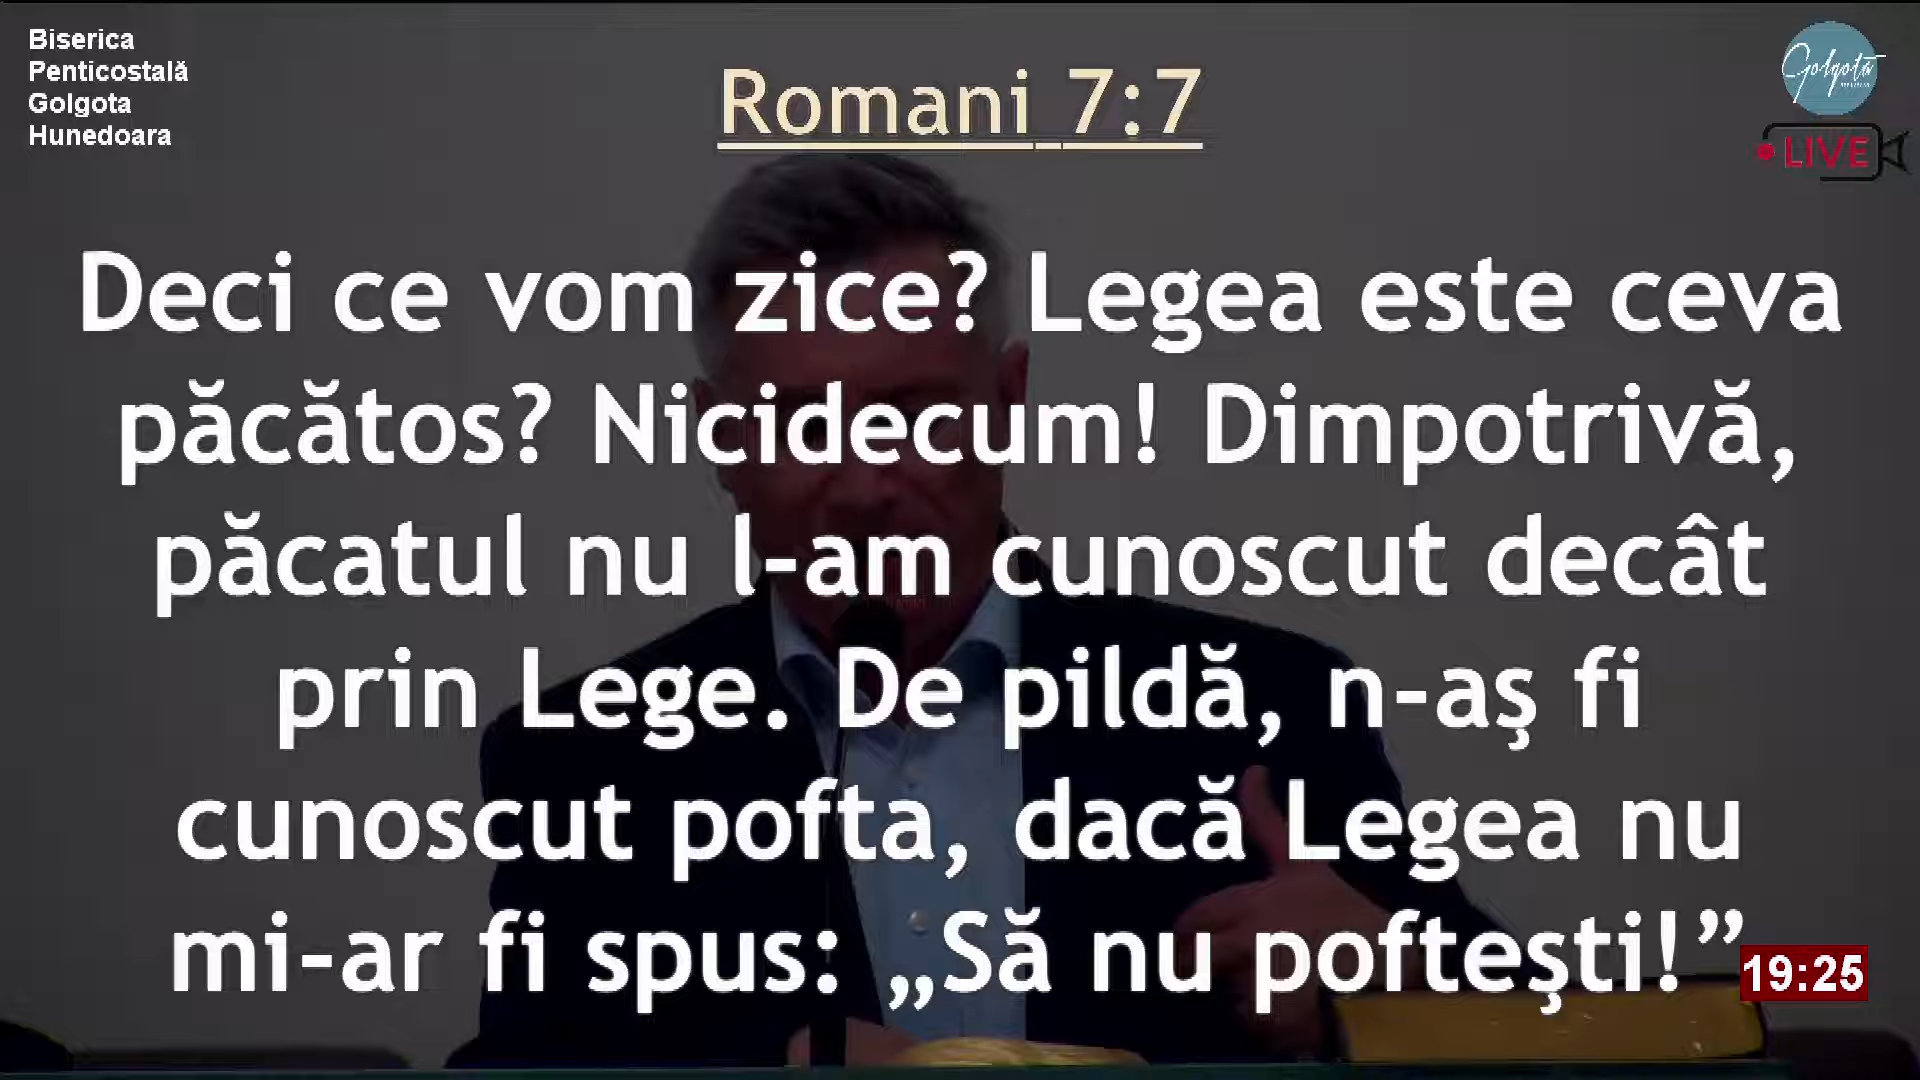 Biserica
Penticostală
Golgota
Hunedoara
Golgota
LIVE
Romani 7:7
Deci ce vom zice? Legea este ceva
păcătos? Nicidecum! Dimpotrivă,
păcatul nu l-am cunoscut decât
prin Lege. De pildă, n-aş fi
cunoscut pofta, dacă Legea nu
mi-ar fi spus: „Să nu pofteşti!”
19:25